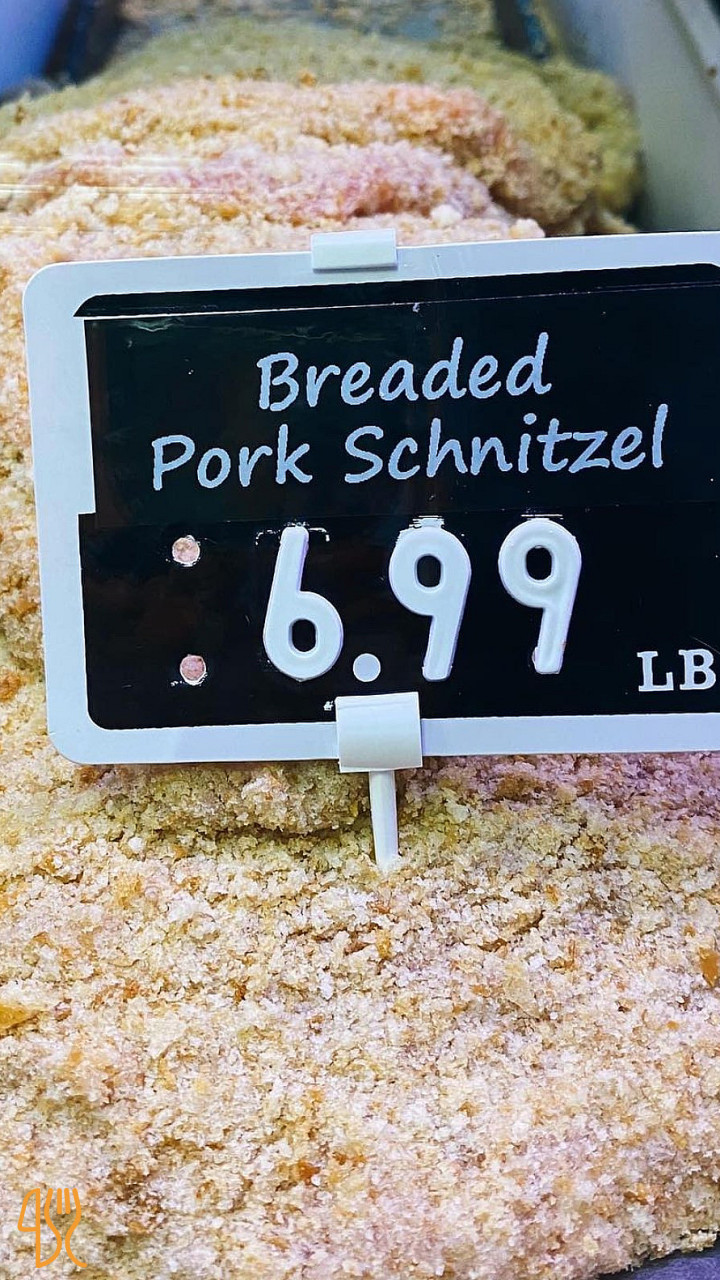 Breaded
Pork Schnitzel
6.99
LB